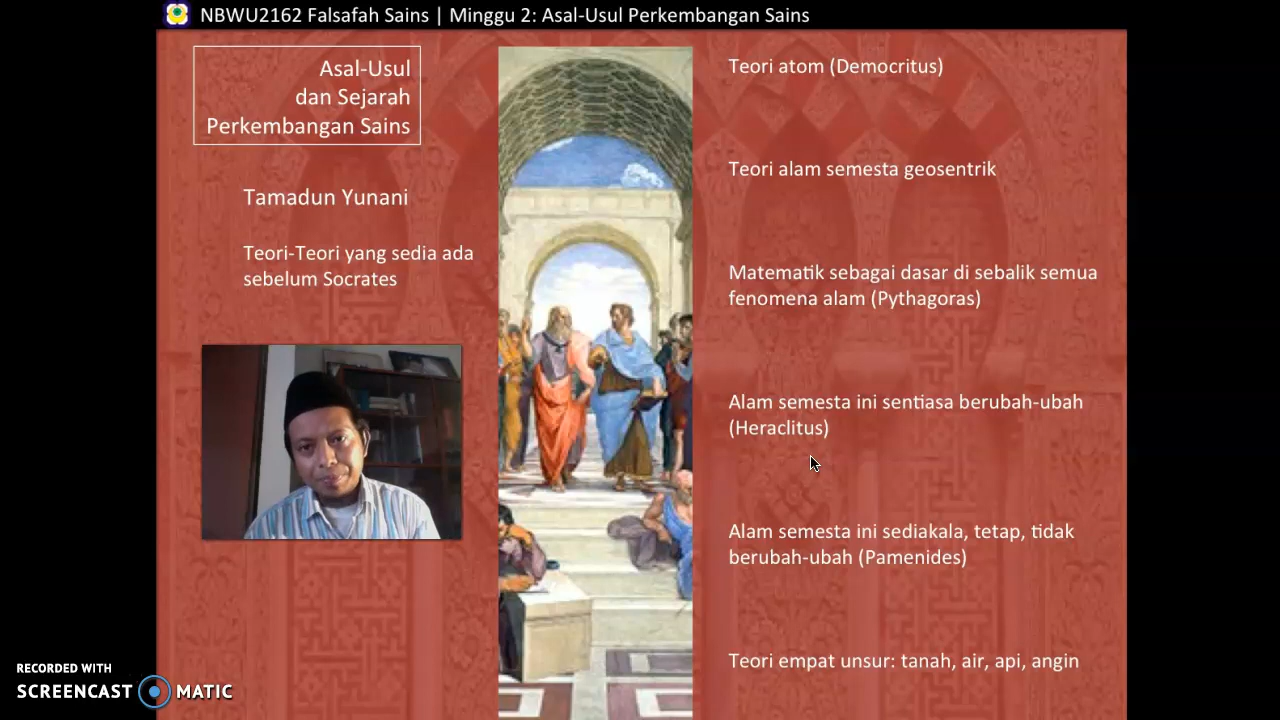 NBWU2162 Falsafah Sains | Minggu 2: Asal-Usul Perkembangan Sains
Asal-Usul
dan Sejarah
Perkembangan Sains
Tamadun Yunani
Teori-Teori yang sedia ada
sebelum Socrates
Teori atom (Democritus)
Teori alam semesta geosentrik
Matematik sebagai dasar di sebalik semua
fenomena alam (Pythagoras)
Alam semesta ini sentiasa berubah-ubah
(Heraclitus)
Alam semesta ini sediakala, tetap, tidak
berubah-ubah (Pamenides)
Teori empat unsur: tanah, air, api, angin
RECORDED WITH
SCREENCAST MATIC